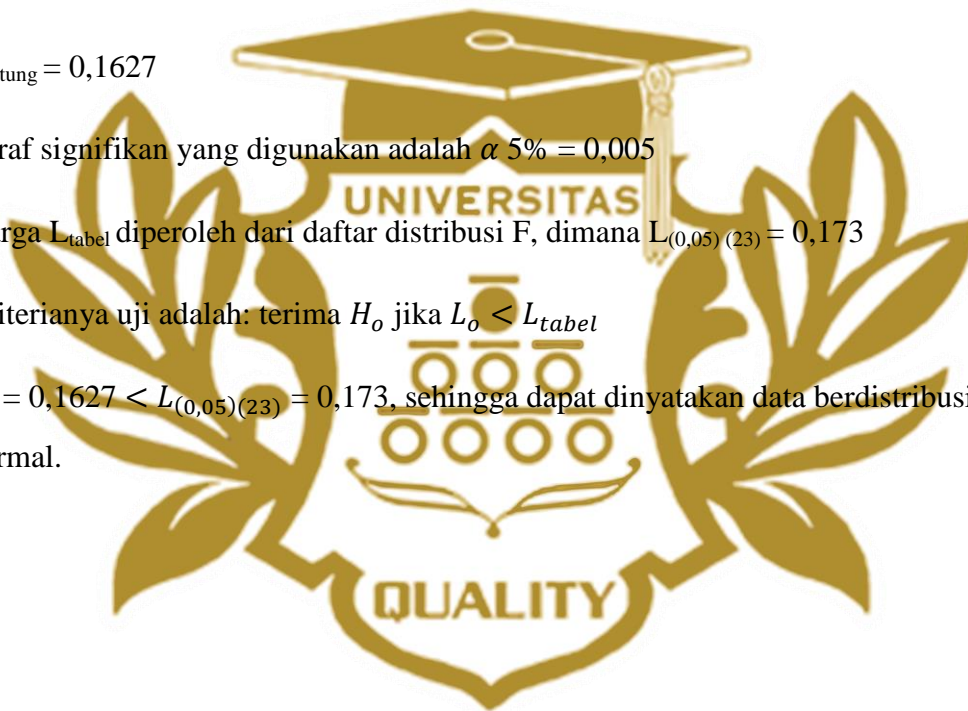 tung = 0,1627
raf signifikan yang digunakan adalah α 5% = 0,005
UNIVERSITAS
rga Ltabel diperoleh dari daftar distribusi F, dimana L(0,05) (23) = 0,173
iterianya uji adalah: terima Ho jika Lo < Ltabel
= 0,1627 < L(0,05)(23) = 0,173, sehingga dapat dinyatakan data berdistribusi
rmal.
QUALITY